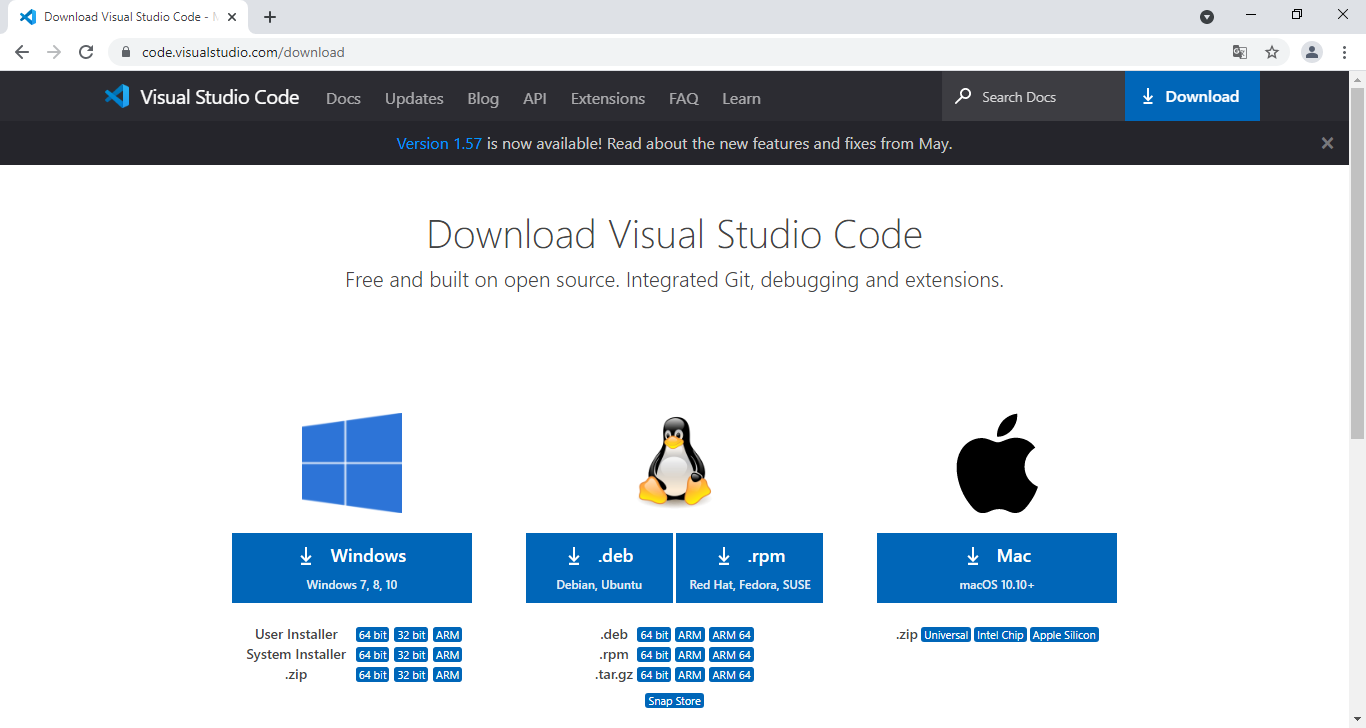 Download Visual Studio Code -
code.visualstudio.com/download
Visual Studio Code Docs Updates Blog API Extensions FAQ Learn Search Docs Download
Version 1.57 is now available! Read about the new features and fixes from May.
Download Visual Studio Code
Free and built on open source. Integrated Git, debugging and extensions.
Windows
Windows 7, 8, 10
User Installer 64 bit 32 bit ARM
System Installer 64 bit 32 bit ARM
.zip 64 bit 32 bit ARM
.deb
Debian, Ubuntu
.rpm
Red Hat, Fedora, SUSE
.deb 64 bit ARM ARM 64
.rpm 64 bit ARM ARM 64
.tar.gz 64 bit ARM ARM 64
Snap Store
Mac
macOS 10.10+
.zip Universal Intel Chip Apple Silicon